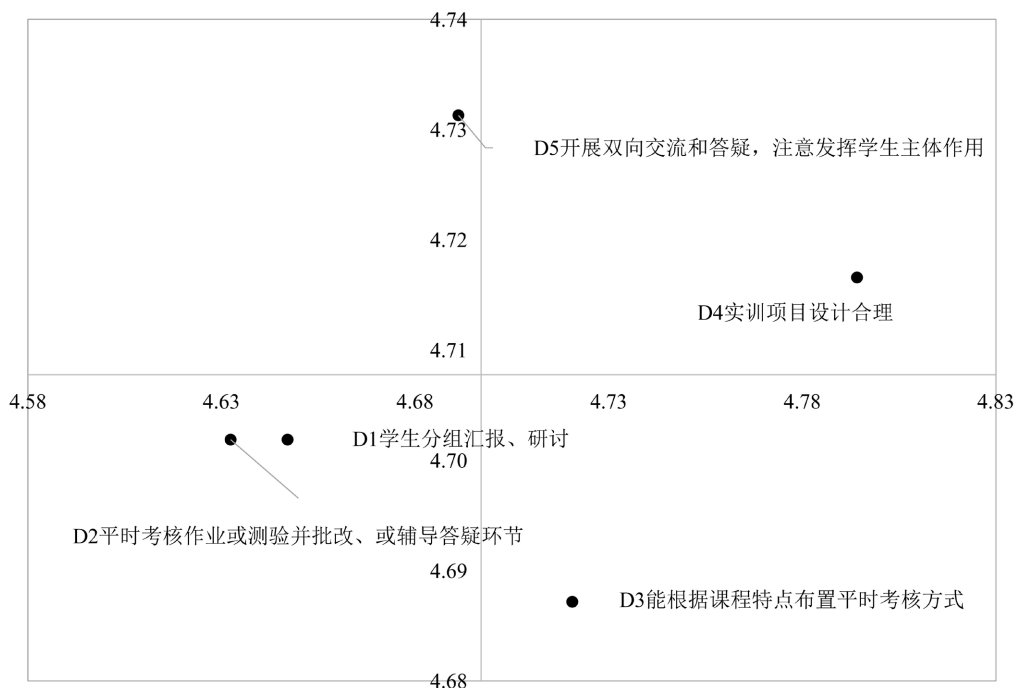 4.74
4.73
D5开展双向交流和答疑，注意发挥学生主体作用
4.72
D4实训项目设计合理
4.71
4.58 4.63 4.68 4.73 4.78 4.83
D1学生分组汇报、研讨
4.70
D2平时考核作业或测验并批改、或辅导答疑环节
4.69
D3能根据课程特点布置平时考核方式
4.68